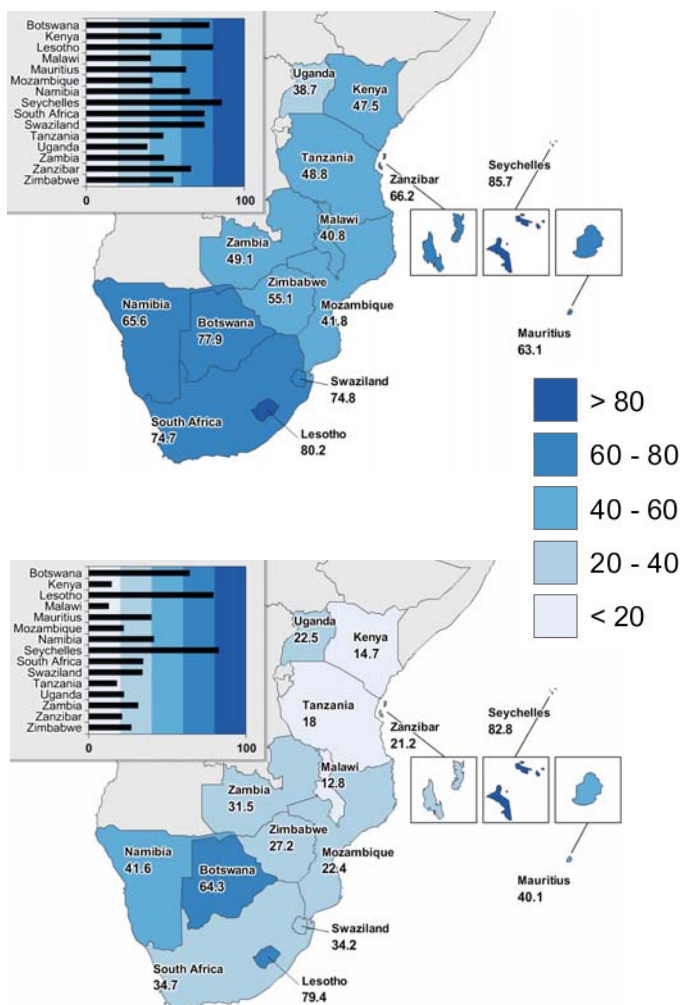 Botswana
Kenya
Lesotho
Malawi
Mauritius
Mozambique
Namibia
Seychelles
South Africa
Swaziland
Tanzania
Uganda
Zambia
Zanzibar
Zimbabwe
0 100
Uganda
38.7
Kenya
47.5
Tanzania
48.8
Zanzibar
66.2
Seychelles
85.7
Malawi
40.8
Zambia
49.1
Zimbabwe
55.1
Mozambique
41.8
Namibia
65.6
Botswana
77.9
Mauritius
63.1
Swaziland
74.8
South Africa
74.7
Lesotho
80.2
> 80
60 - 80
40 - 60
20 - 40
< 20
Botswana
Kenya
Lesotho
Malawi
Mauritius
Mozambique
Namibia
Seychelles
South Africa
Swaziland
Tanzania
Uganda
Zambia
Zanzibar
Zimbabwe
0 100
Uganda
22.5
Kenya
14.7
Tanzania
18
Zanzibar
21.2
Seychelles
82.8
Malawi
12.8
Zambia
31.5
Zimbabwe
27.2
Mozambique
22.4
Namibia
41.6
Botswana
64.3
Mauritius
40.1
Swaziland
34.2
South Africa
34.7
Lesotho
79.4